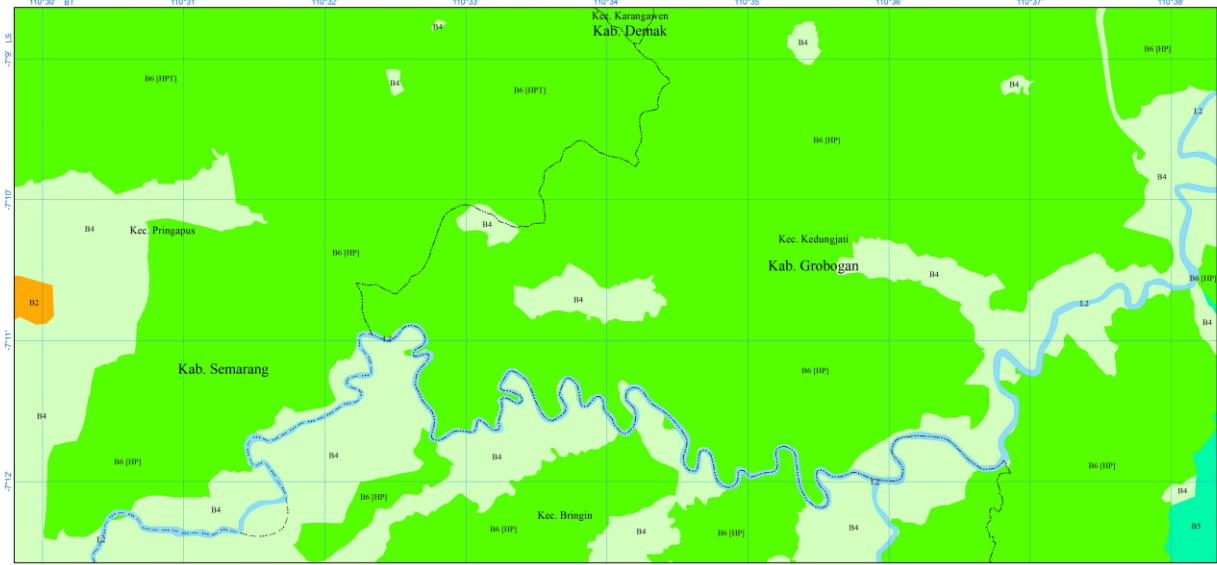 110°30' BT
110°31'
110°32'
110°33'
110°34'
110°35'
110°36'
110°37'
110°38'
LS
-7°9'
-7°10'
-7°11'
-7°12'
Kec. Karangawen
Kab. Demak
B4
B4
B4
B6 [HP]
B6 [HPT]
B4
B6 [HPT]
B4
L2
B6 [HP]
B4
B4
Kec. Pringapus
B4
Kec. Kedungjati
B6 [HP]
Kab. Grobogan
B4
B6 [HP]
B2
B4
L2
B4
L2
Kab. Semarang
B6 [HP]
B4
B6 [HP]
B4
B4
B6 [HP]
L2
B4
B6 [HP]
B4
Kec. Bringin
B6 [HP]
B4
B6 [HP]
B4
B5